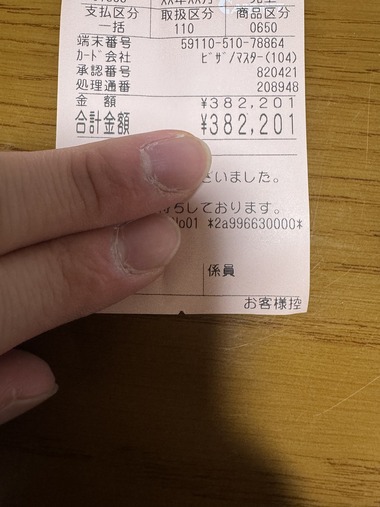 支払区分 取扱区分 商品区分
一括 110 0650
端末番号 59110-510-78864
ｶｰﾄﾞ会社 ﾋﾞｻﾞ/ﾏｽﾀｰ(104)
承認番号 820421
処理通番 208948
金 額 ¥382,201
合計金額 ¥382,201
ざいました。
しております。
No01 *2a996630000*
係員
お客様控